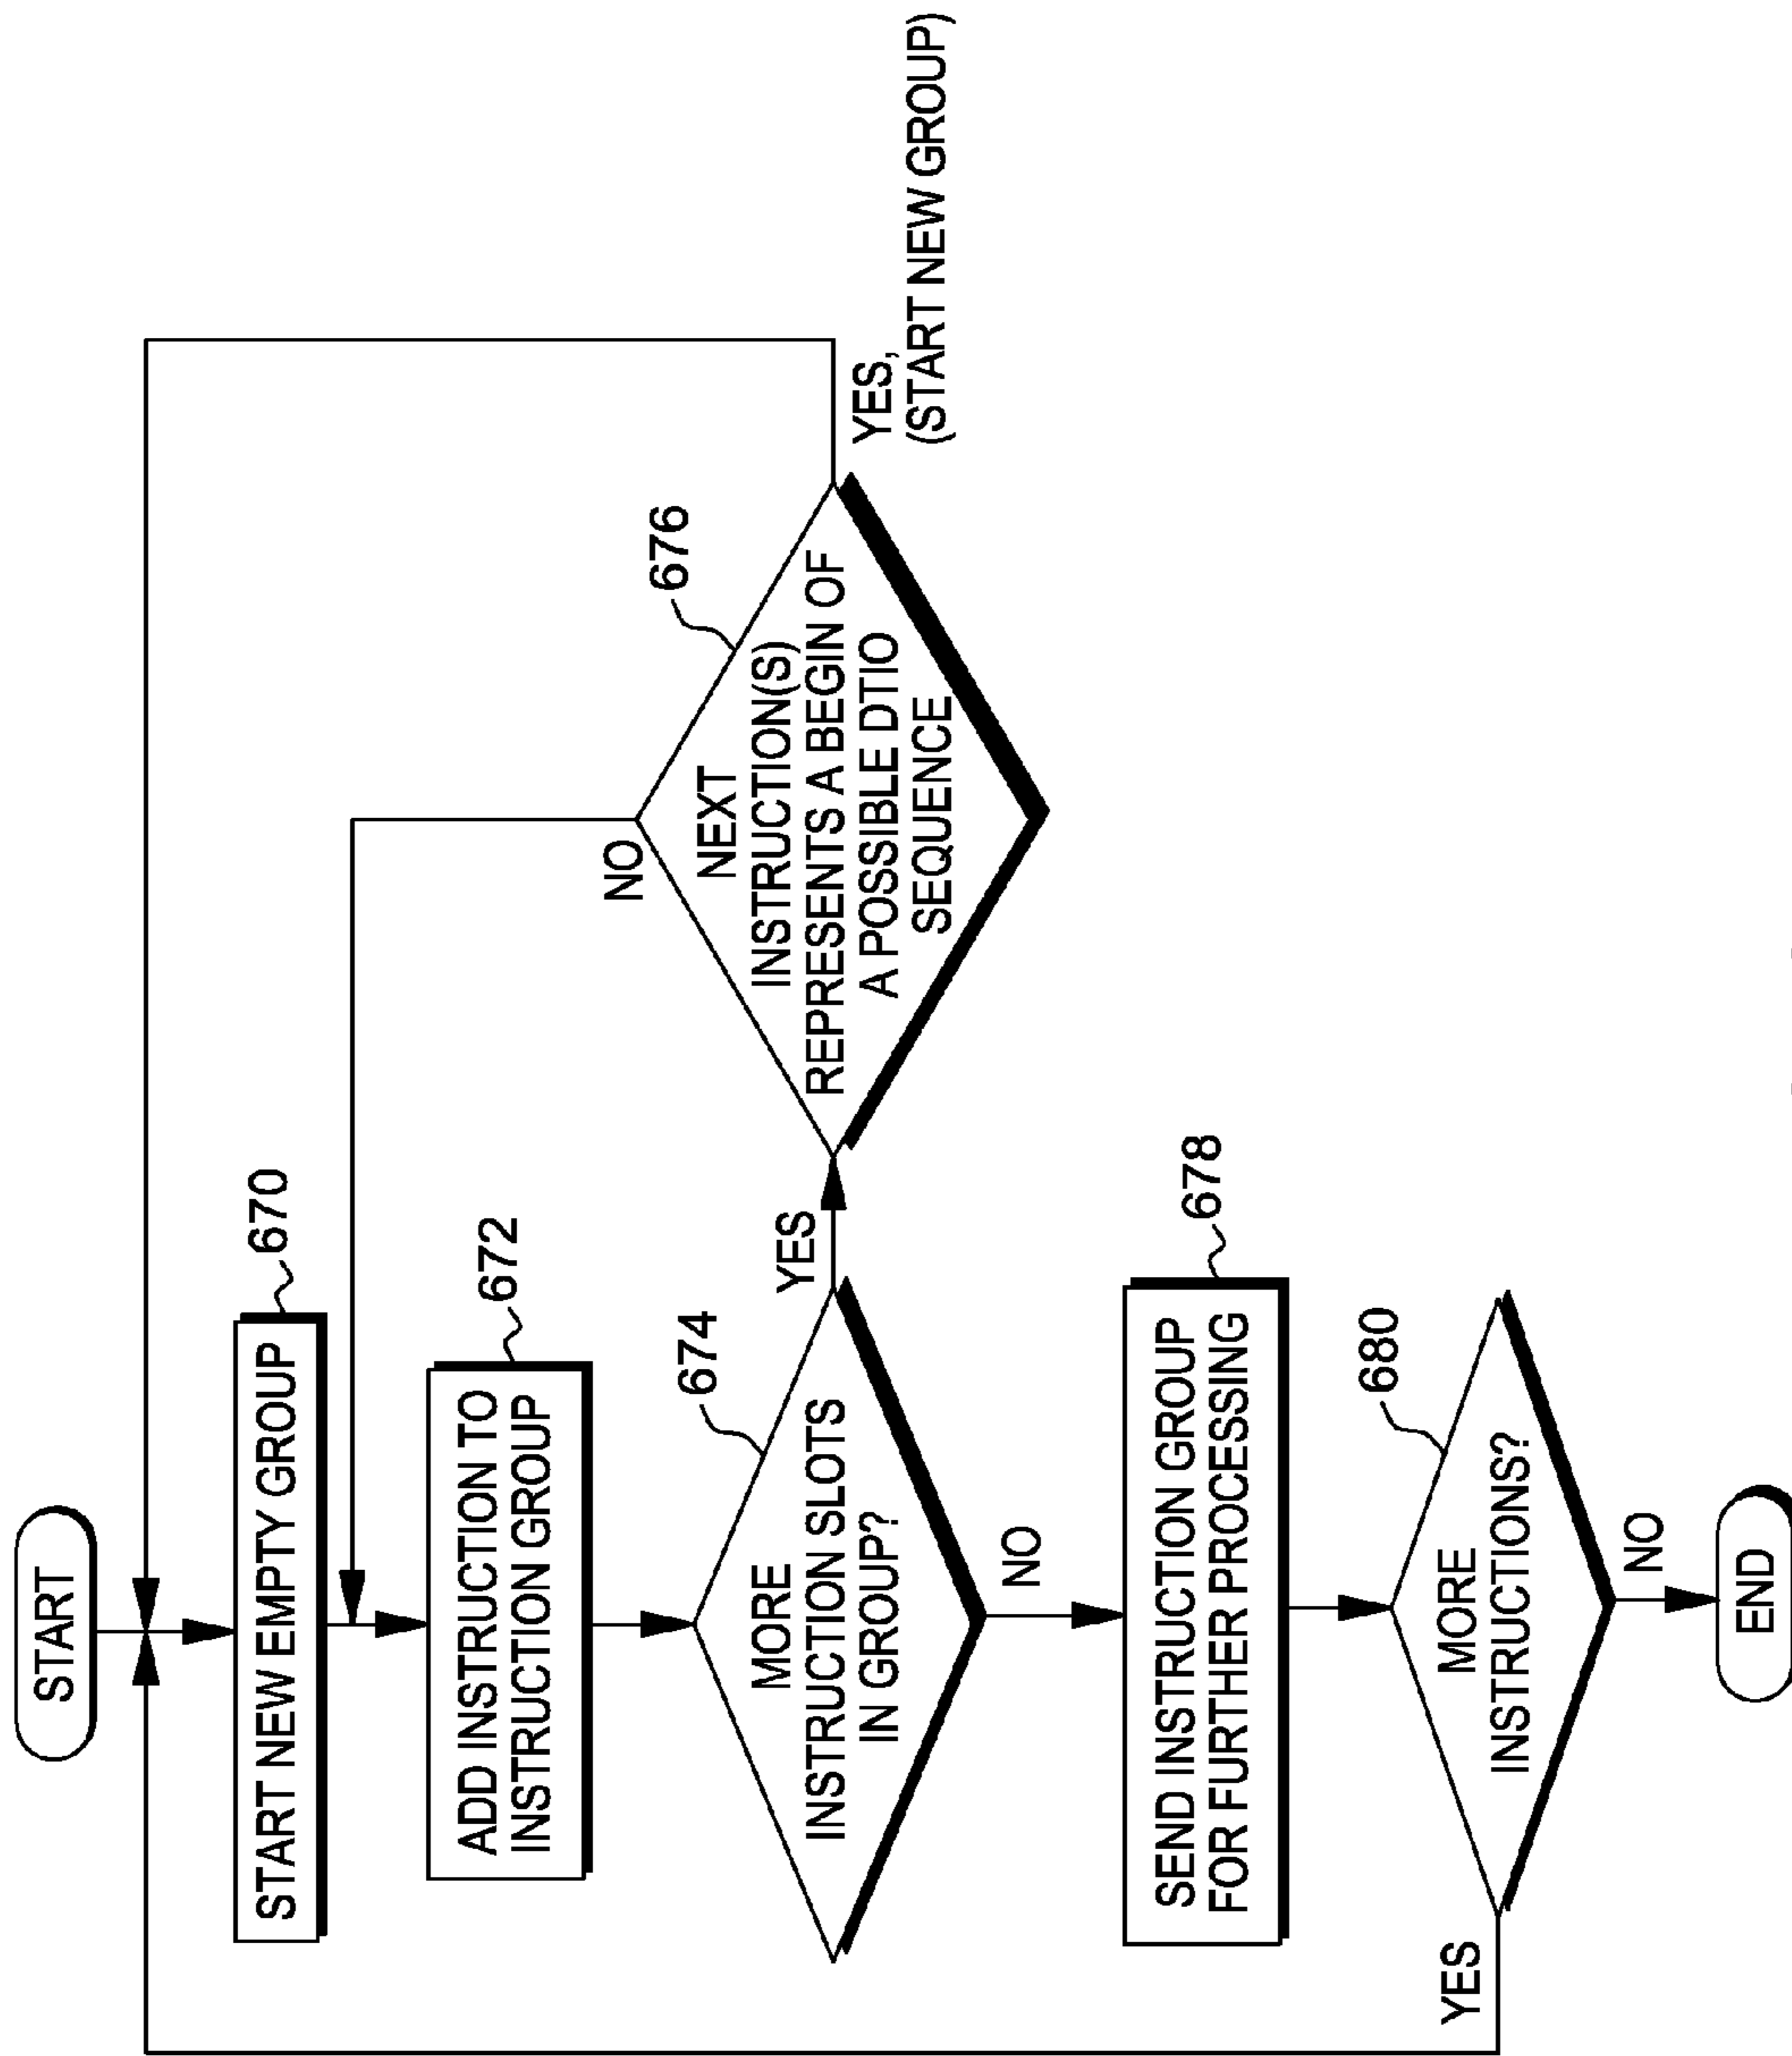 START
START NEW EMPTY GROUP
670
ADD INSTRUCTION TO
INSTRUCTION GROUP
672
MORE
INSTRUCTION SLOTS
IN GROUP?
674
YES
NO
NEXT
INSTRUCTION(S)
REPRESENTS A BEGIN OF
A POSSIBLE DTIO
SEQUENCE
676
NO
YES,
(START NEW GROUP)
SEND INSTRUCTION GROUP
FOR FURTHER PROCESSING
678
MORE
INSTRUCTIONS?
680
YES
NO
END